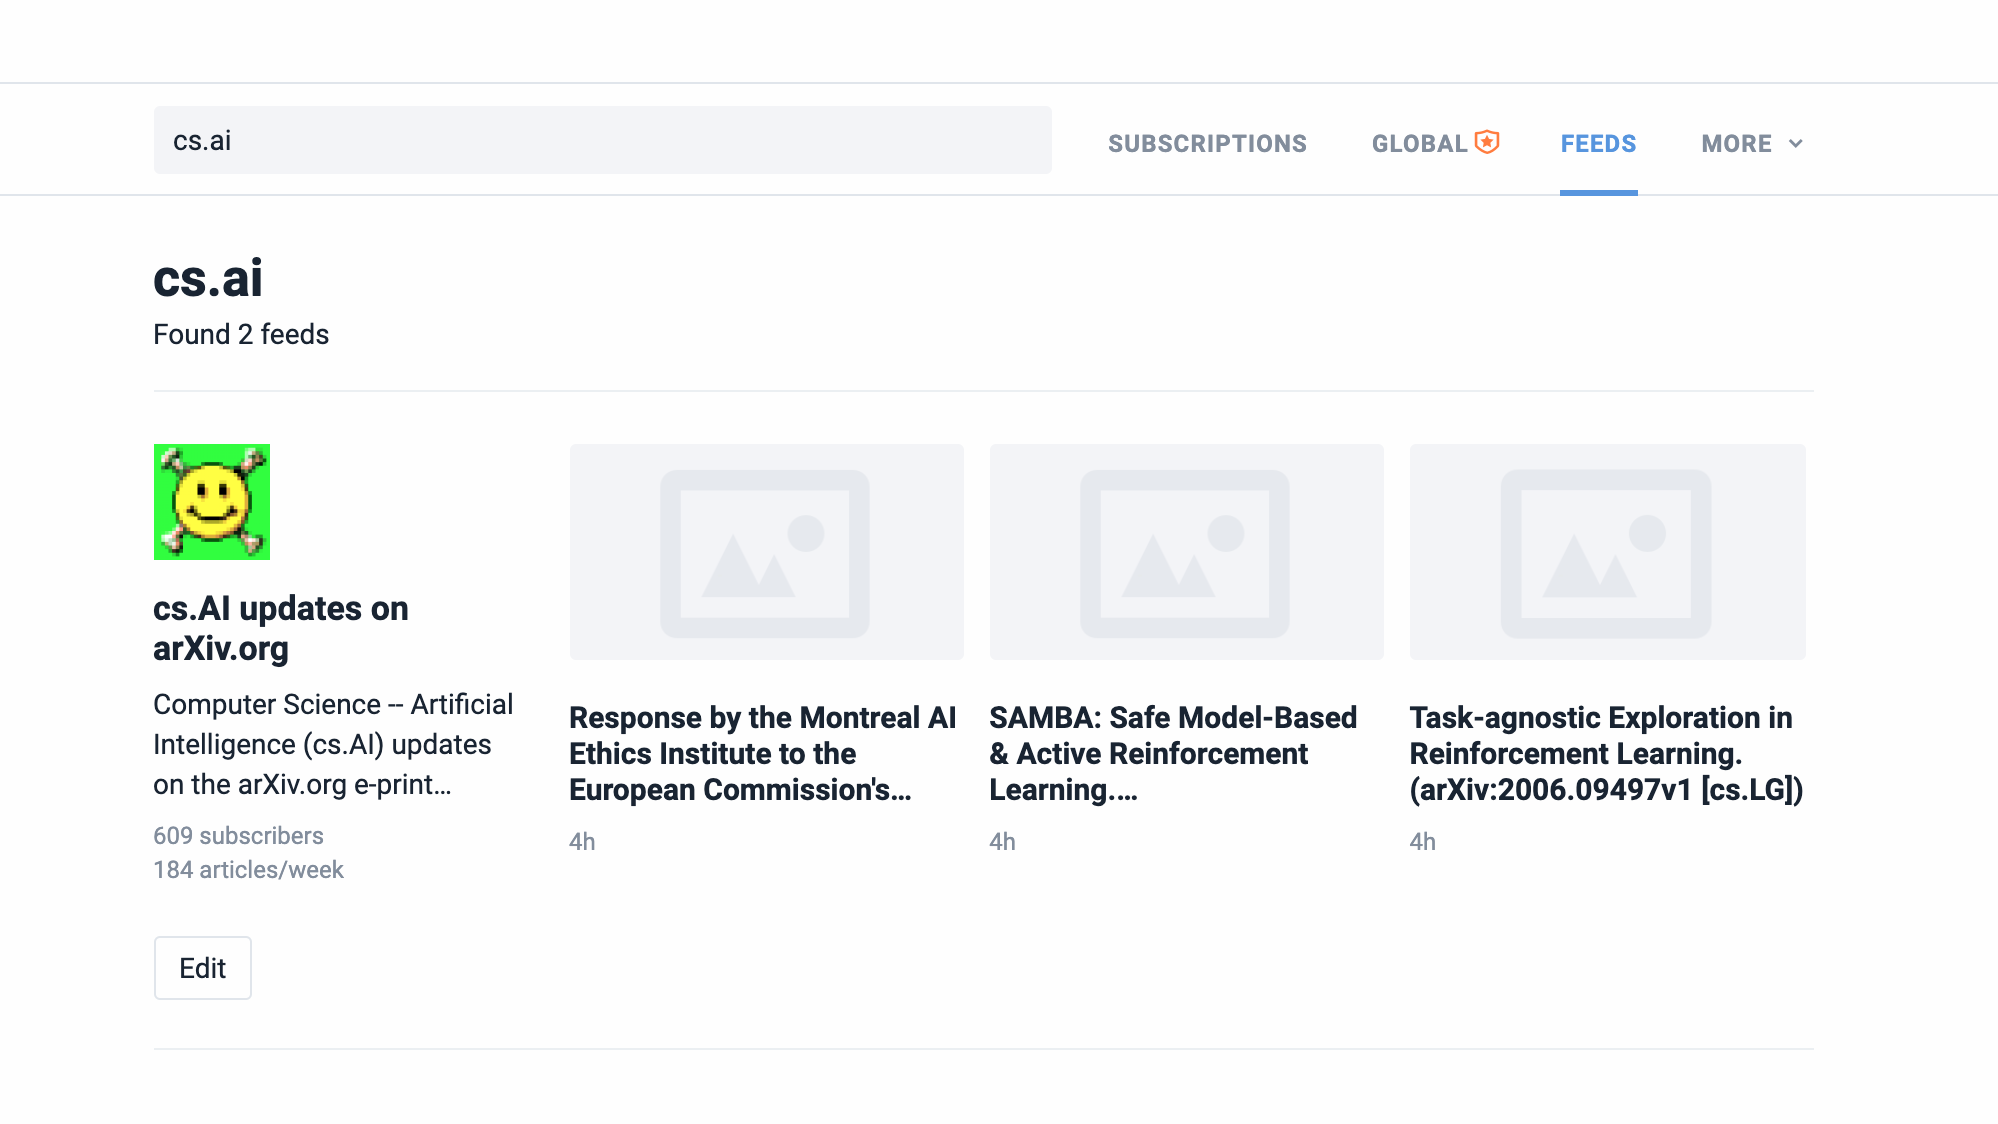 cs.ai
SUBSCRIPTIONS
GLOBAL
FEEDS
MORE
cs.ai
Found 2 feeds
cs.AI updates on
arXiv.org
Computer Science -- Artificial
Intelligence (cs.AI) updates
on the arXiv.org e-print...
609 subscribers
184 articles/week
Edit
Response by the Montreal AI
Ethics Institute to the
European Commission's...
4h
SAMBA: Safe Model-Based
& Active Reinforcement
Learning....
4h
Task-agnostic Exploration in
Reinforcement Learning.
(arXiv:2006.09497v1 [cs.LG])
4h